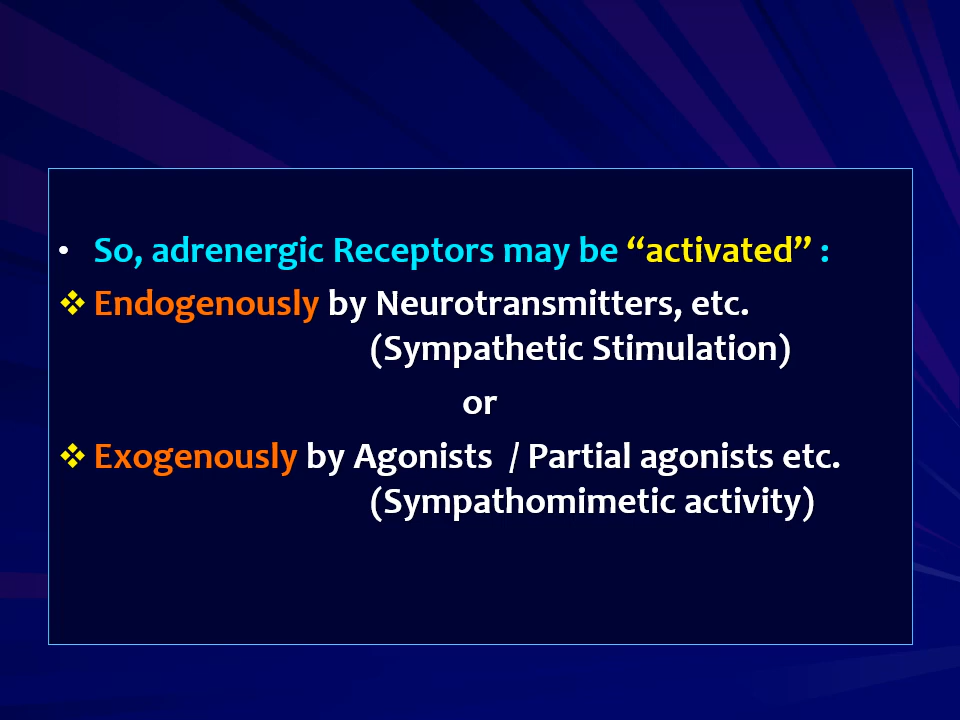 • So, adrenergic Receptors may be “activated” :
❖ Endogenously by Neurotransmitters, etc.
(Sympathetic Stimulation)
or
❖ Exogenously by Agonists / Partial agonists etc.
(Sympathomimetic activity)